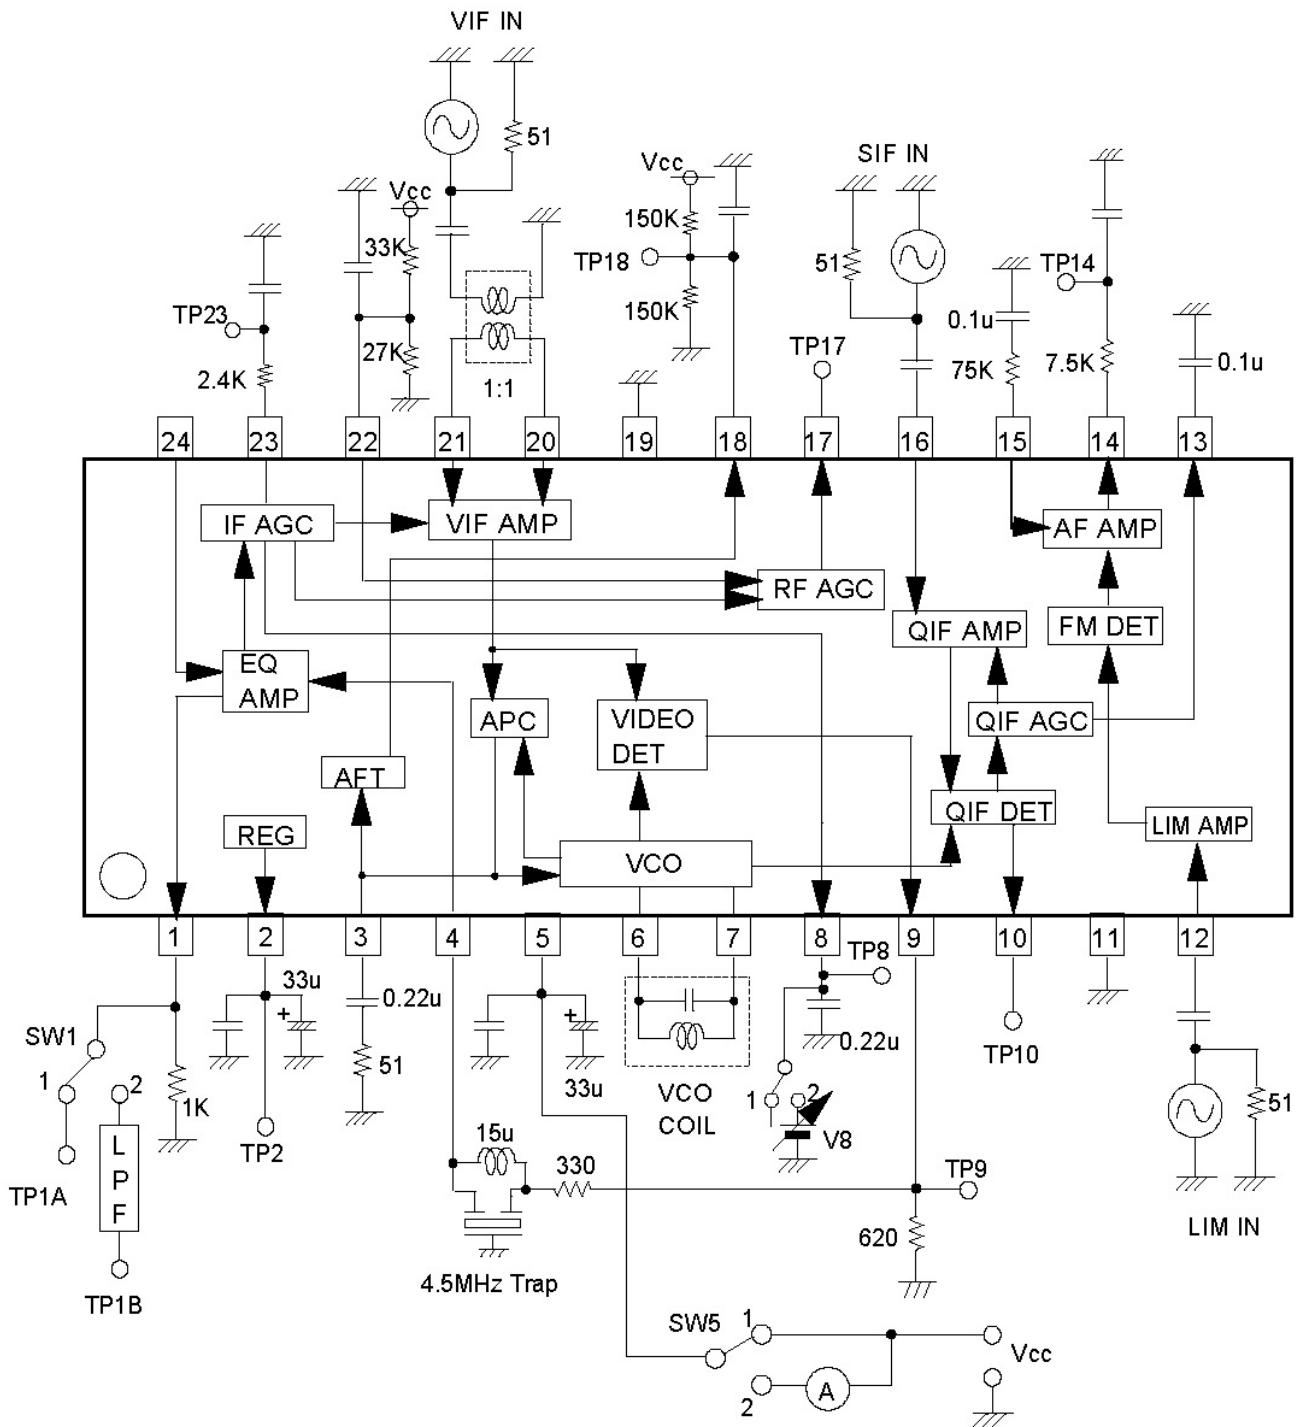 VIF IN
51
Vcc
150K
TP18
150K
SIF IN
51
TP14
7.5K
0.1u
75K
0.1u
Vcc
33K
27K
TP23
2.4K
1:1
TP17
24
23
22
21
20
19
18
17
16
15
14
13
IF AGC
VIF AMP
AF AMP
RF AGC
QIF AMP
FM DET
EQ
AMP
APC
VIDEO
DET
QIF AGC
AFT
QIF DET
LIM AMP
REG
VCO
1
2
3
4
5
6
7
8
9
10
11
12
33u
+
0.22u
SW1
1
2
1K
51
TP2
L
P
F
TP1A
TP1B
+
33u
VCO
COIL
TP8
0.22u
1
2
V8
TP10
51
LIM IN
15u
330
TP9
620
4.5MHz Trap
SW5
1
2
A
Vcc